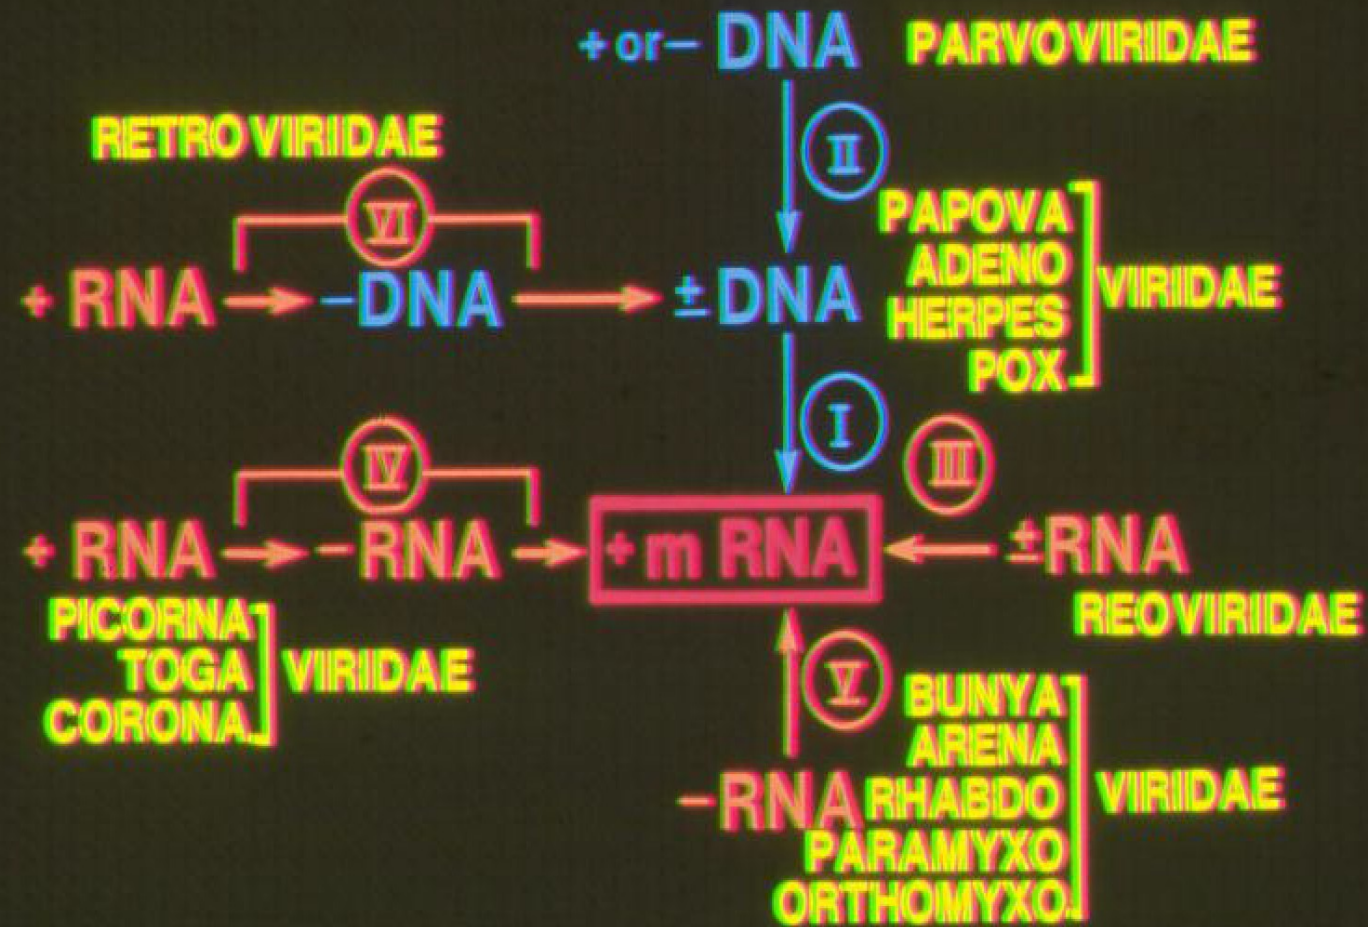 + or - DNA PARVOVIRIDAE
II
RETROVIRIDAE
VI
+ RNA → -DNA → ± DNA
PAPOVA
ADENO
HERPES
POX
VIRIDAE
I
III
IV
+ RNA → - RNA → + m RNA ← ±RNA
REOVIRIDAE
PICORNA
TOGA
CORONA
VIRIDAE
V
-RNA
BUNYA
ARENA
RHABDO
PARAMYXO
ORTHOMYXO
VIRIDAE